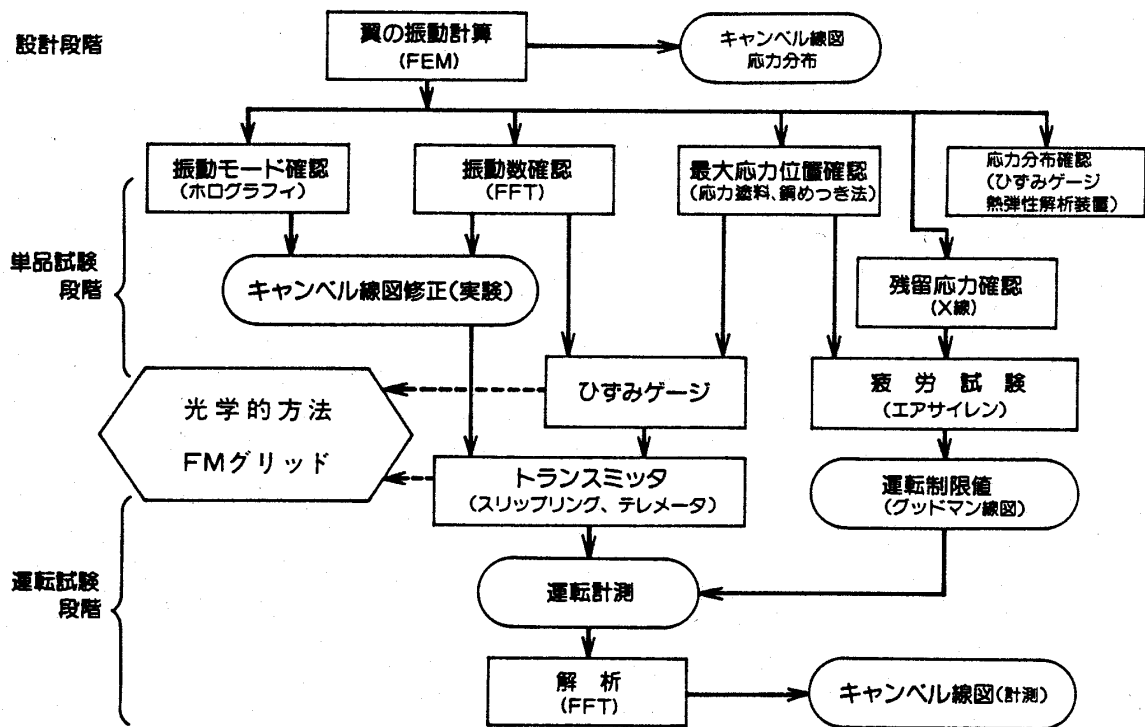 設計段階
翼の振動計算
(FEM)
キャンベル線図
応力分布
振動モード確認
(ホログラフィ)
振動数確認
(FFT)
最大応力位置確認
(応力塗料、銅めっき法)
応力分布確認
(ひずみゲージ
熱弾性解析装置)
単品試験
段階
キャンベル線図修正(実験)
残留応力確認
(X線)
光学的方法
FMグリッド
ひずみゲージ
疲労試験
(エアサイレン)
トランスミッタ
(スリップリング、テレメータ)
運転制限値
(グッドマン線図)
運転試験
段階
運転計測
解析
(FFT)
キャンベル線図(計測)